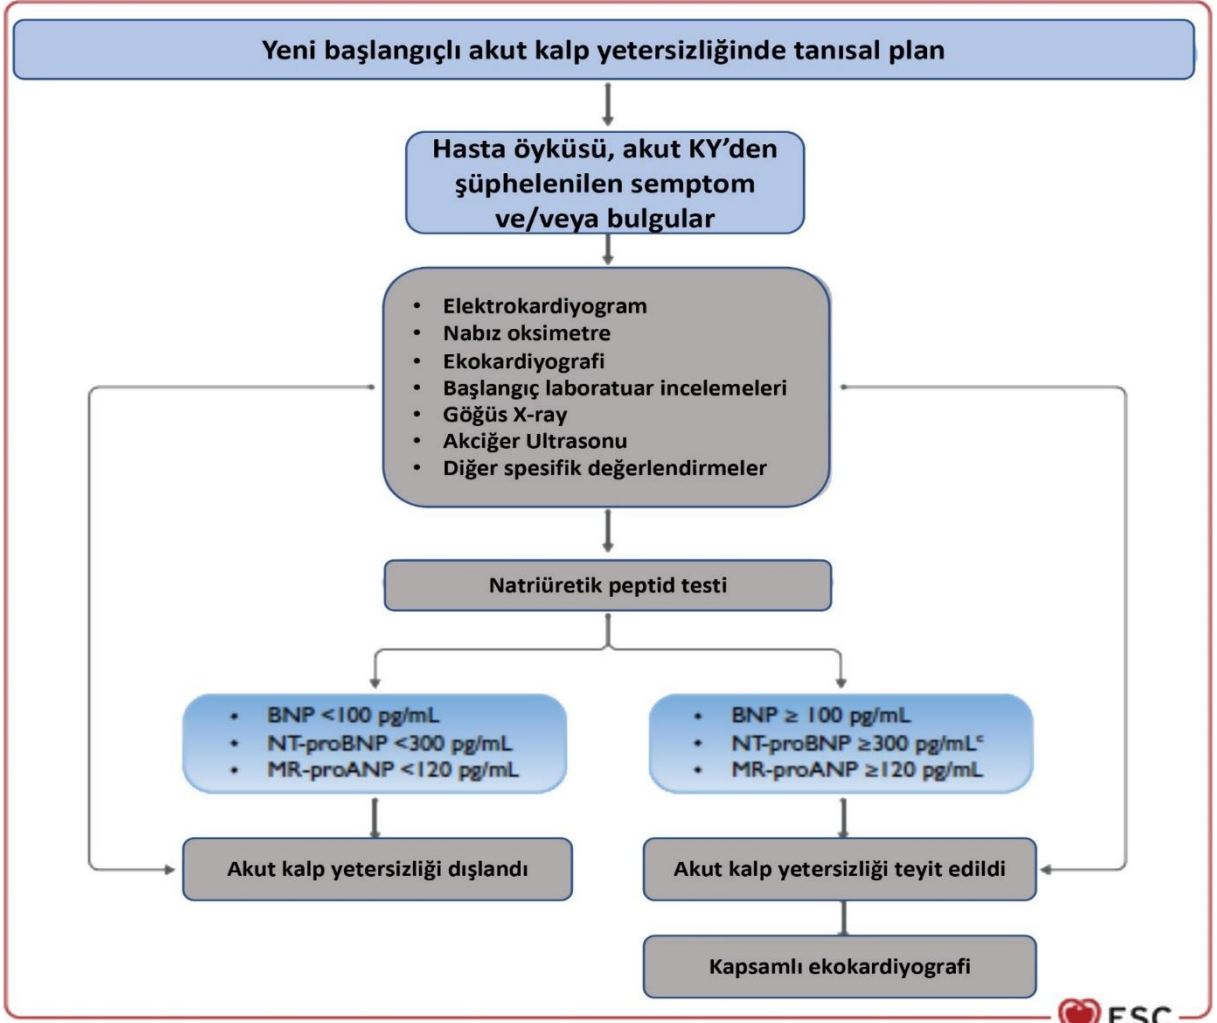 Yeni başlangıçlı akut kalp yetersizliğinde tanısal plan
Hasta öyküsü, akut KY’den
şüphelenilen semptom
ve/veya bulgular
• Elektrokardiyogram
• Nabız oksimetre
• Ekokardiyografi
• Başlangıç laboratuar incelemeleri
• Göğüs X-ray
• Akciğer Ultrasonu
• Diğer spesifik değerlendirmeler
Natriüretik peptid testi
• BNP <100 pg/mL
• NT-proBNP <300 pg/mL
• MR-proANP <120 pg/mL
• BNP ≥ 100 pg/mL
• NT-proBNP ≥300 pg/mLᶜ
• MR-proANP ≥120 pg/mL
Akut kalp yetersizliği dışlandı
Akut kalp yetersizliği teyit edildi
Kapsamlı ekokardiyografi
ESC